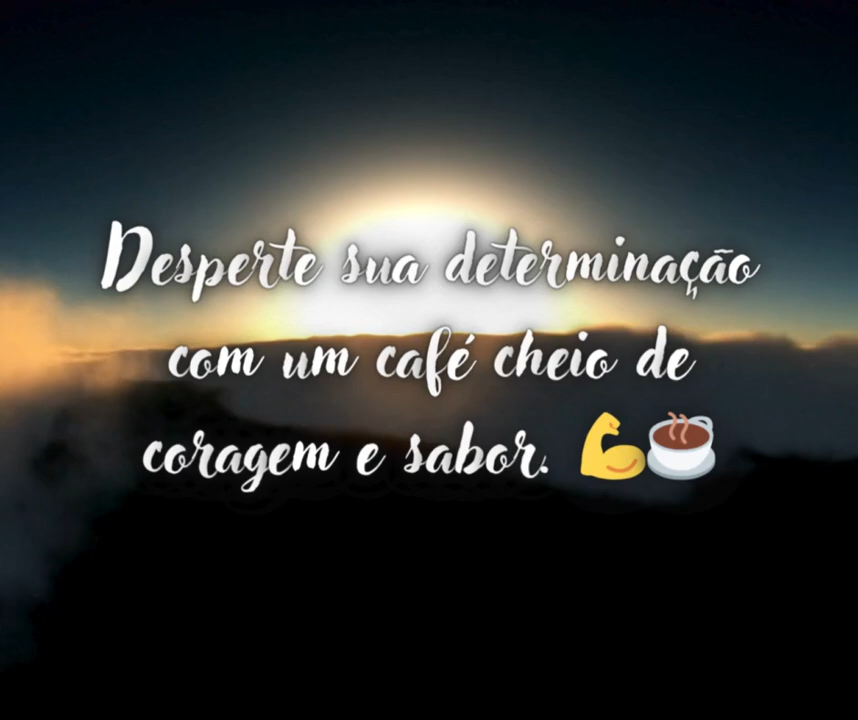 Desperte sua determinação
com um café cheio de
coragem e sabor. 💪☕